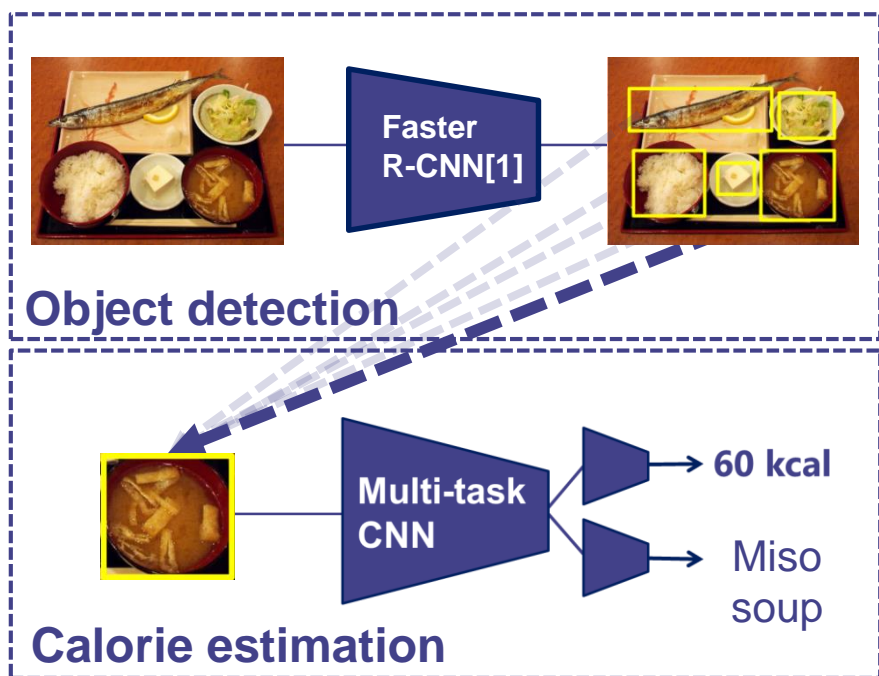 Faster
R-CNN[1]
Object detection
Multi-task
CNN
60 kcal
Miso
soup
Calorie estimation